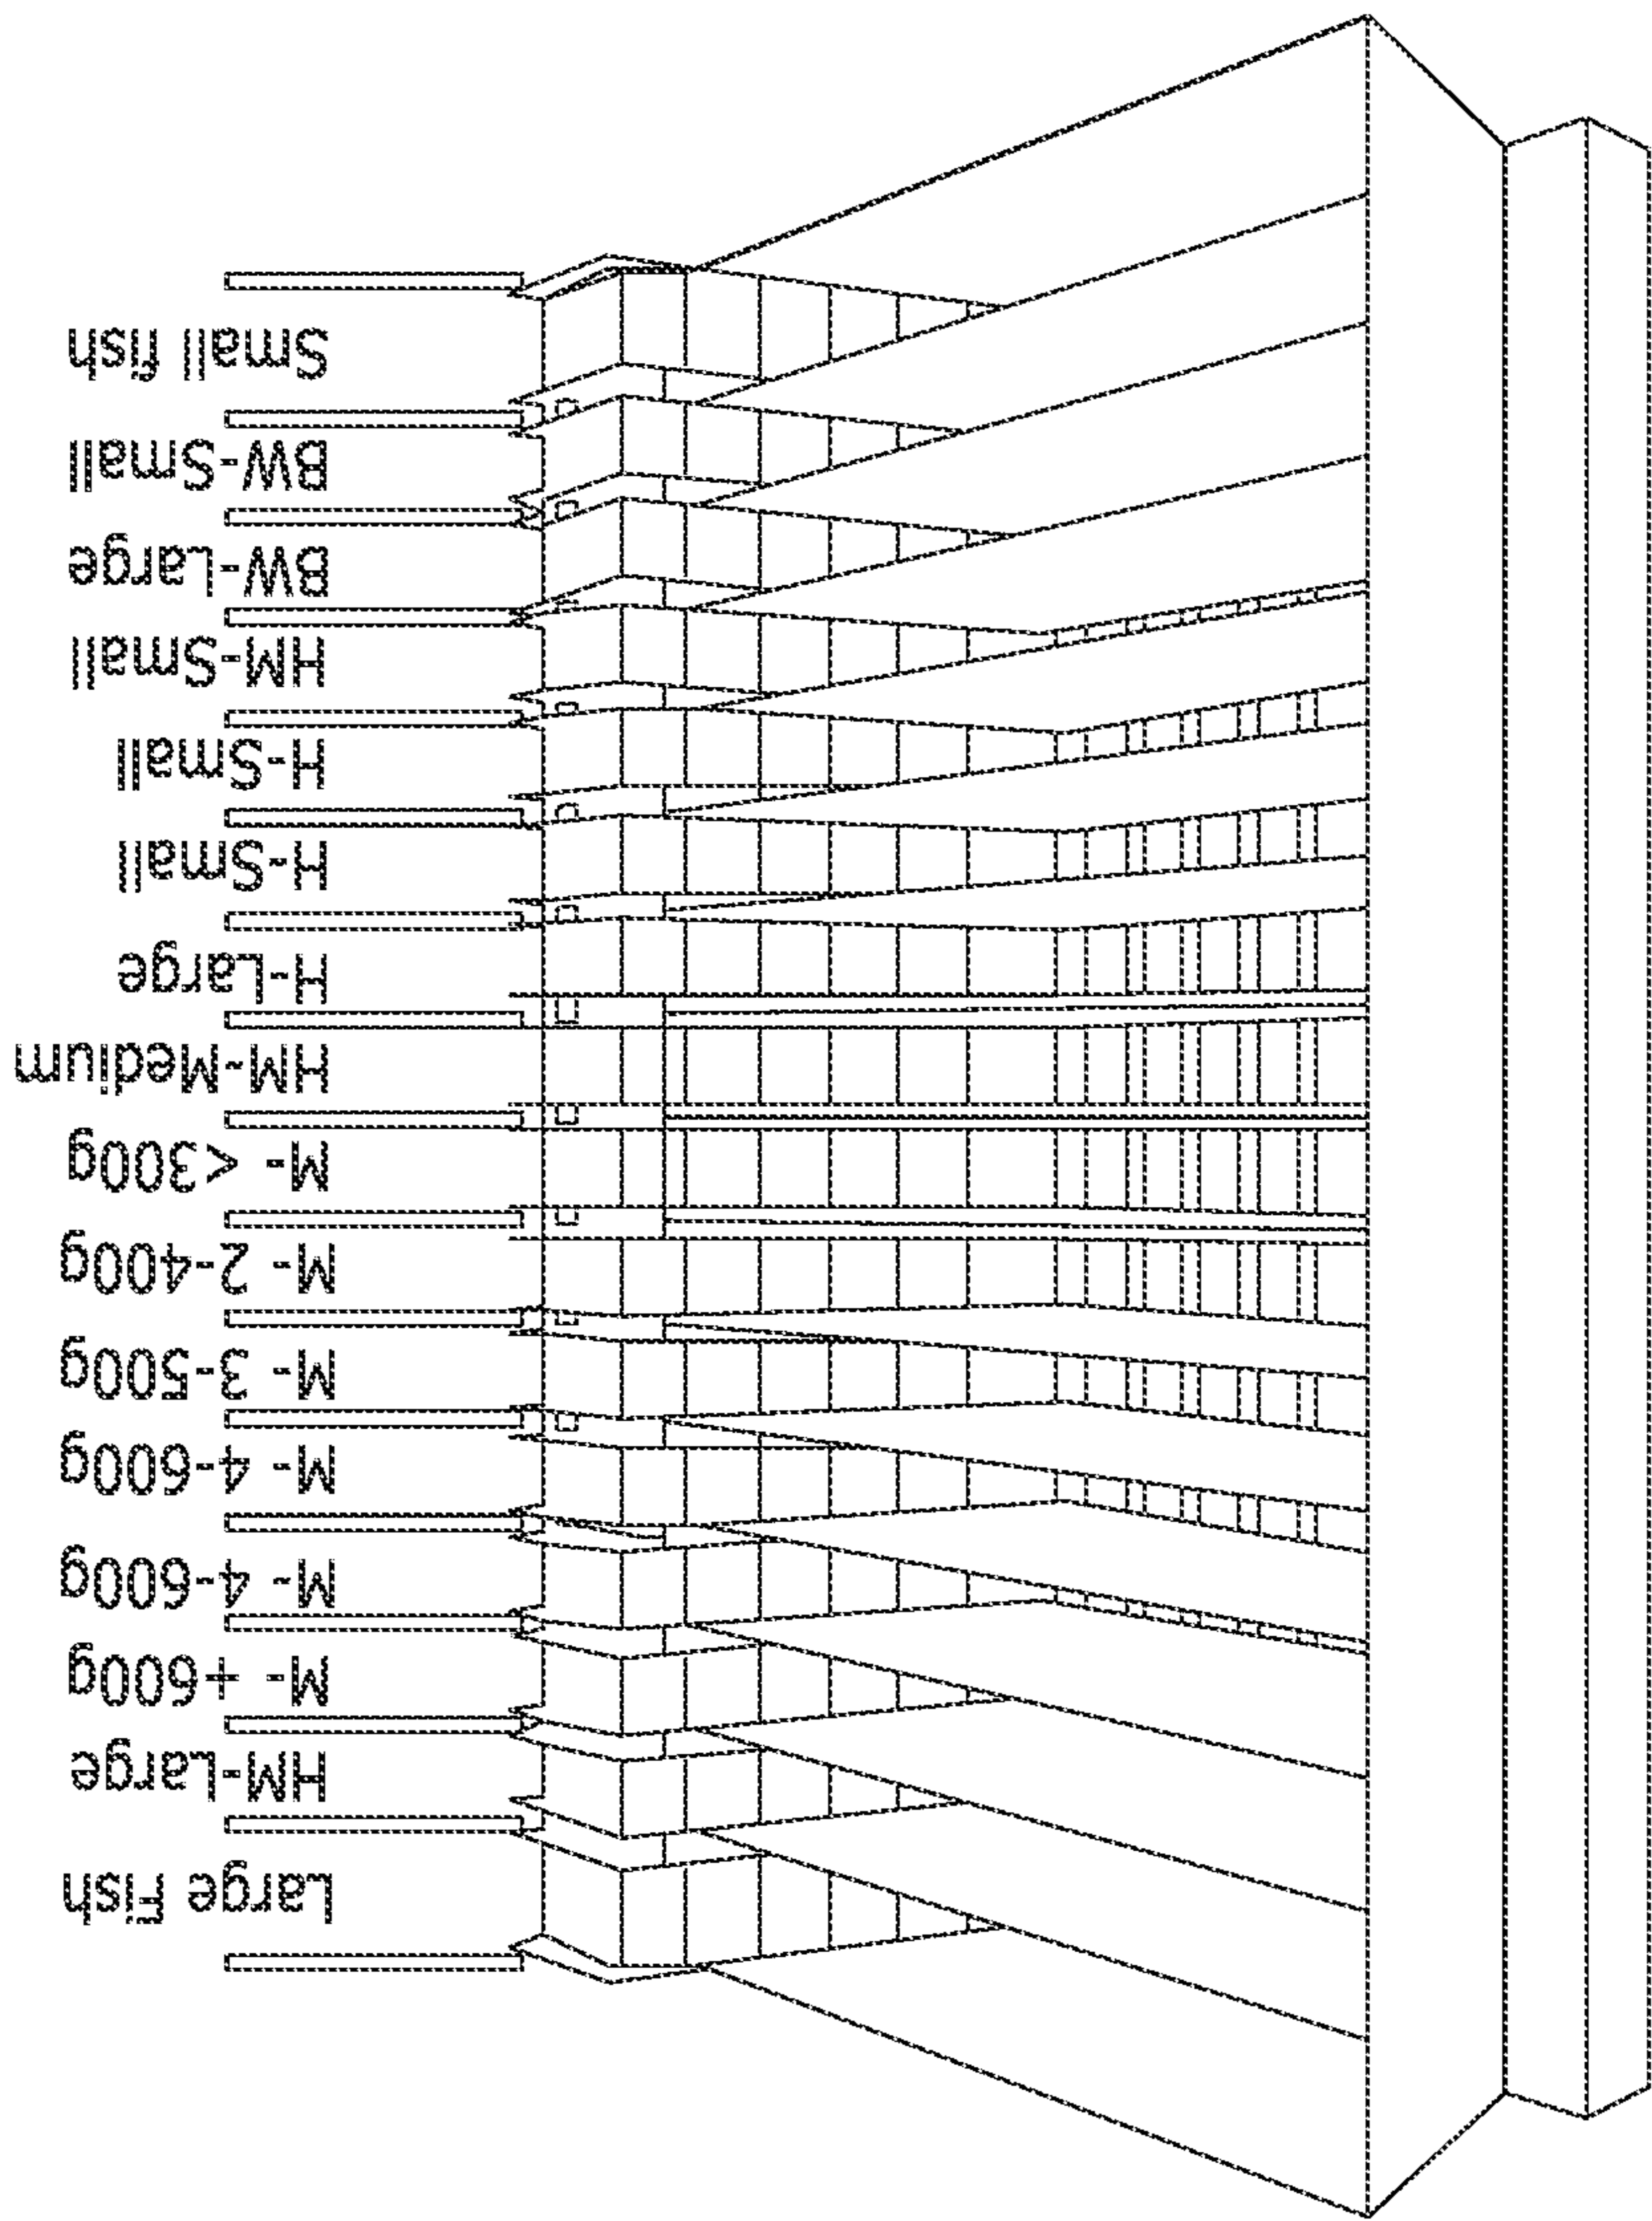 Large Fish
HM-Large
M- +600g
M- 4-600g
M- 4-600g
M- 3-500g
M- 2-400g
M- <300g
HM-Medium
H-Large
H-Small
H-Small
HM-Small
BW-Large
BW-Small
Small fish